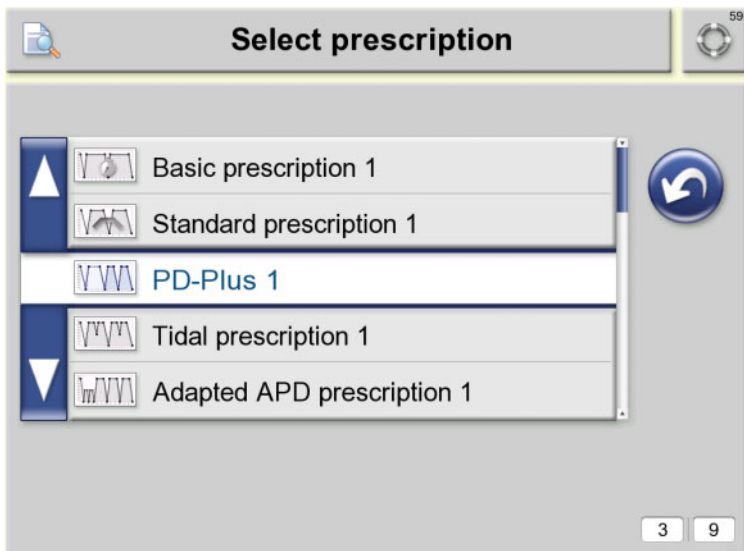 Select prescription
59
Basic prescription 1
Standard prescription 1
PD-Plus 1
Tidal prescription 1
Adapted APD prescription 1
3 9